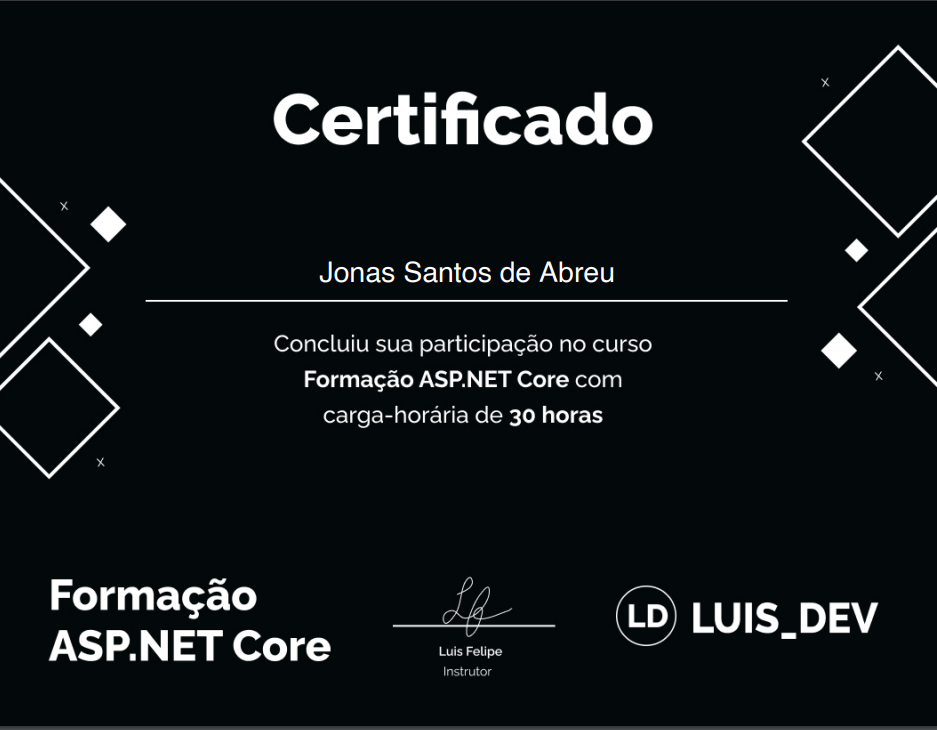 Certificado
Jonas Santos de Abreu
Concluiu sua participação no curso
Formação ASP.NET Core com
carga-horária de 30 horas
Formação
ASP.NET Core
Luis Felipe
Instrutor
LD LUIS_DEV